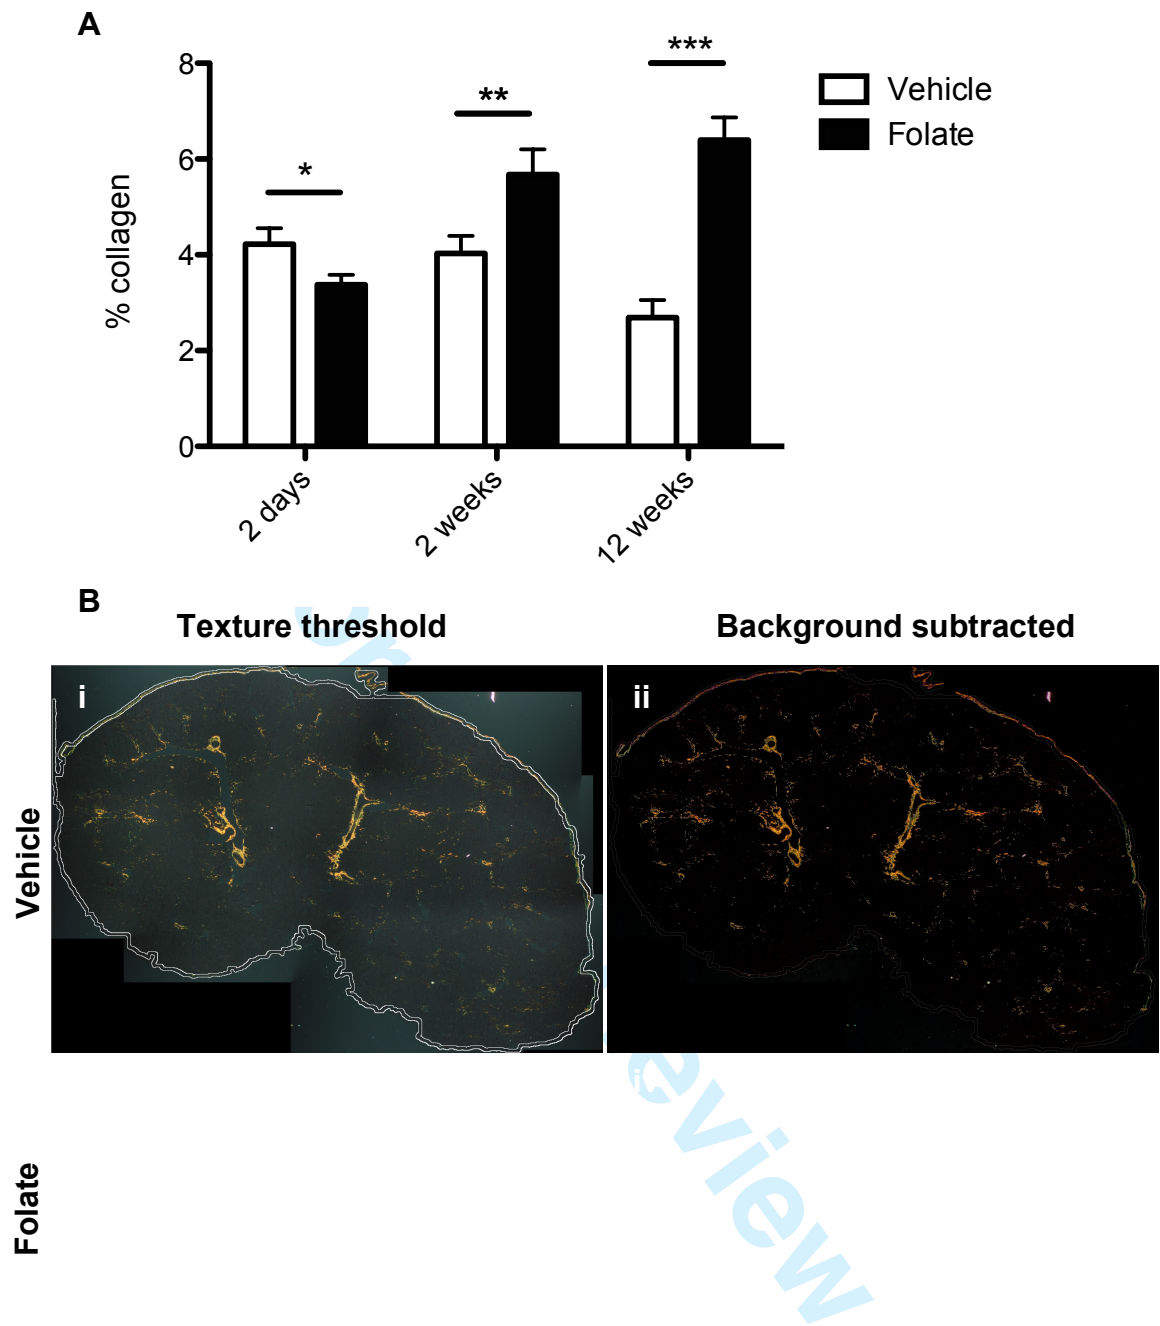 A
***
**
*
8
6
4
2
0
% collagen
Vehicle
Folate
2 days
2 weeks
12 weeks
B
Texture threshold
Background subtracted
Vehicle
i
ii
Folate